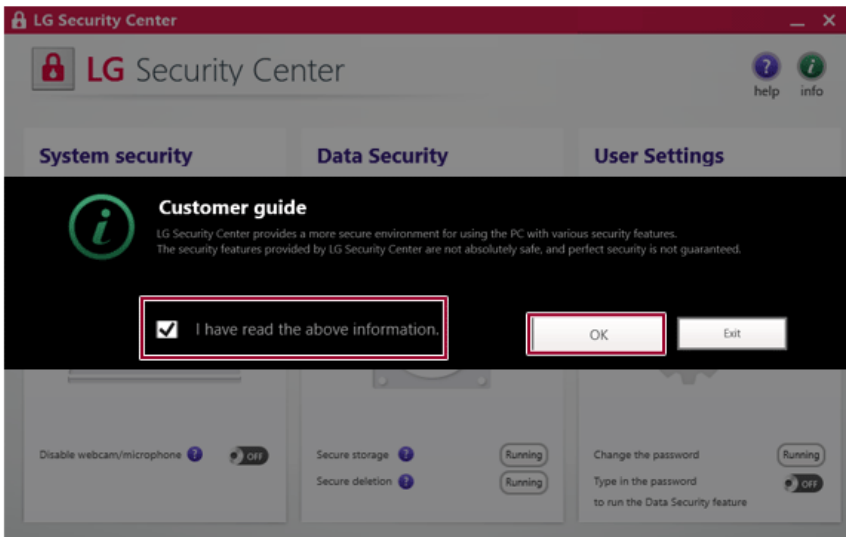 LG Security Center
LG Security Center
help info
System security
Data Security
User Settings
Customer guide
LG Security Center provides a more secure environment for using the PC with various security features.
The security features provided by LG Security Center are not absolutely safe, and perfect security is not guaranteed.
I have read the above information.
OK
Exit
Disable webcam/microphone ? OFF
Secure storage ? Running
Secure deletion ? Running
Change the password Running
Type in the password OFF
to run the Data Security feature